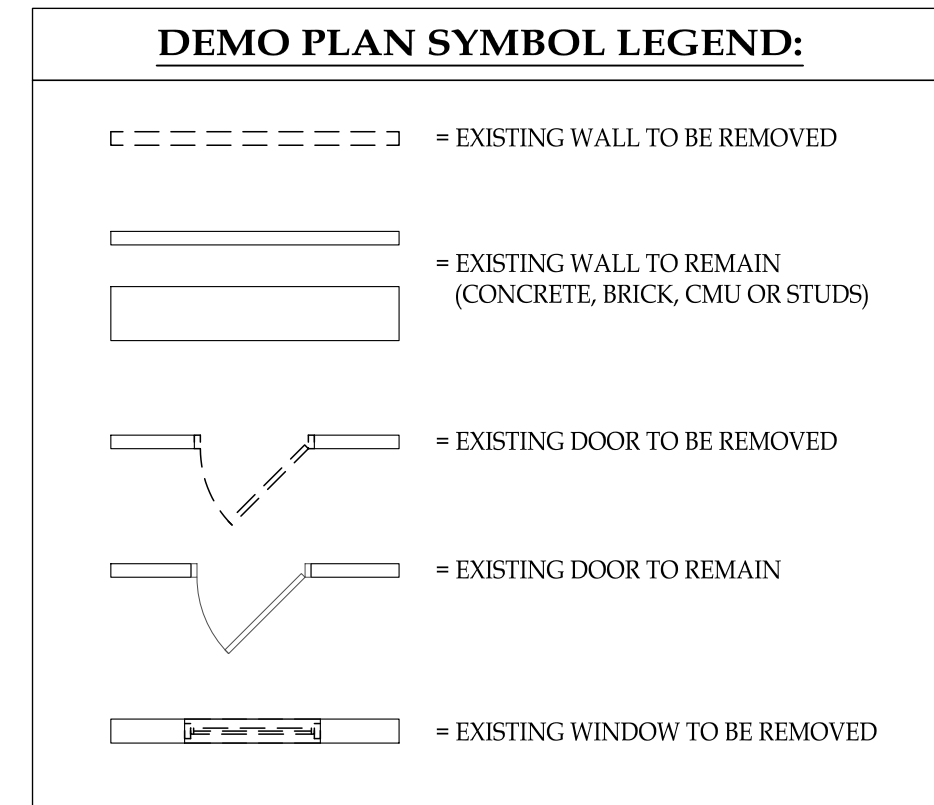 DEMO PLAN SYMBOL LEGEND:
= EXISTING WALL TO BE REMOVED
= EXISTING WALL TO REMAIN
(CONCRETE, BRICK, CMU OR STUDS)
= EXISTING DOOR TO BE REMOVED
= EXISTING DOOR TO REMAIN
= EXISTING WINDOW TO BE REMOVED